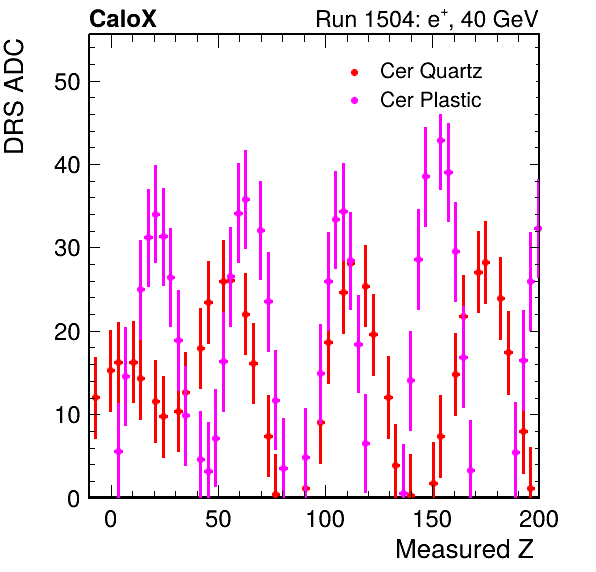 CaloX
Run 1504: e+, 40 GeV
DRS ADC
Cer Quartz
Cer Plastic
50
40
30
20
10
0
0 50 100 150 200
Measured Z